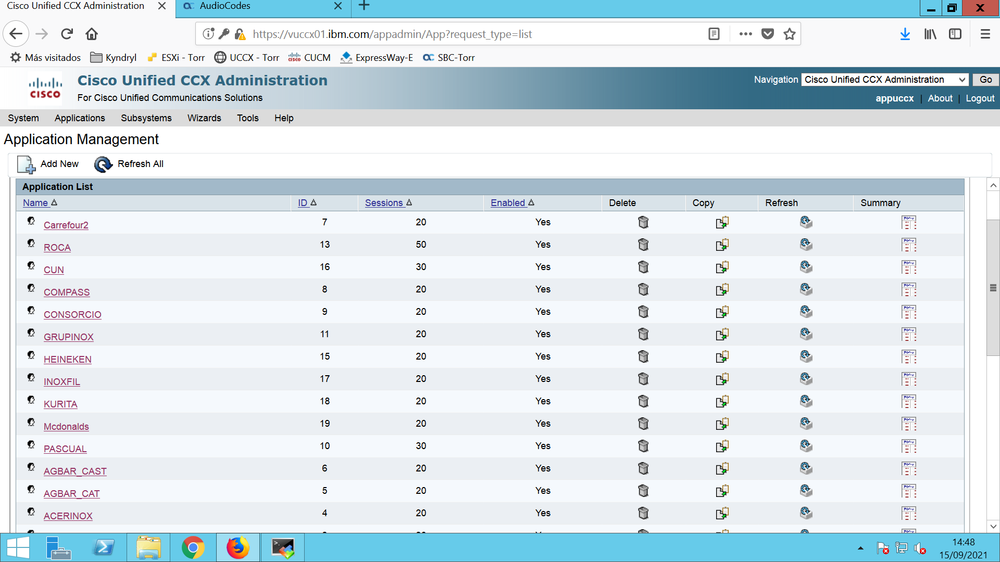 Cisco Unified CCX Administration
AudioCodes
https://vuccx01.ibm.com/appadmin/App?request_type=list
Más visitados Kyndryl ESXi - Torr UCCX - Torr CUCM ExpressWay-E SBC-Torr
cisco
Cisco Unified CCX Administration
For Cisco Unified Communications Solutions
Navigation Cisco Unified CCX Administration Go
appuccx | About | Logout
System Applications Subsystems Wizards Tools Help
Application Management
Add New Refresh All
Application List
Name ID Sessions Enabled Delete Copy Refresh Summary
Carrefour2 7 20 Yes
ROCA 13 50 Yes
CUN 16 30 Yes
COMPASS 8 20 Yes
CONSORCIO 9 20 Yes
GRUPINOX 11 20 Yes
HEINEKEN 15 20 Yes
INOXFIL 17 20 Yes
KURITA 18 20 Yes
Mcdonalds 19 20 Yes
PASCUAL 10 30 Yes
AGBAR_CAST 6 20 Yes
AGBAR_CAT 5 20 Yes
ACERINOX 4 20 Yes
14:48
15/09/2021